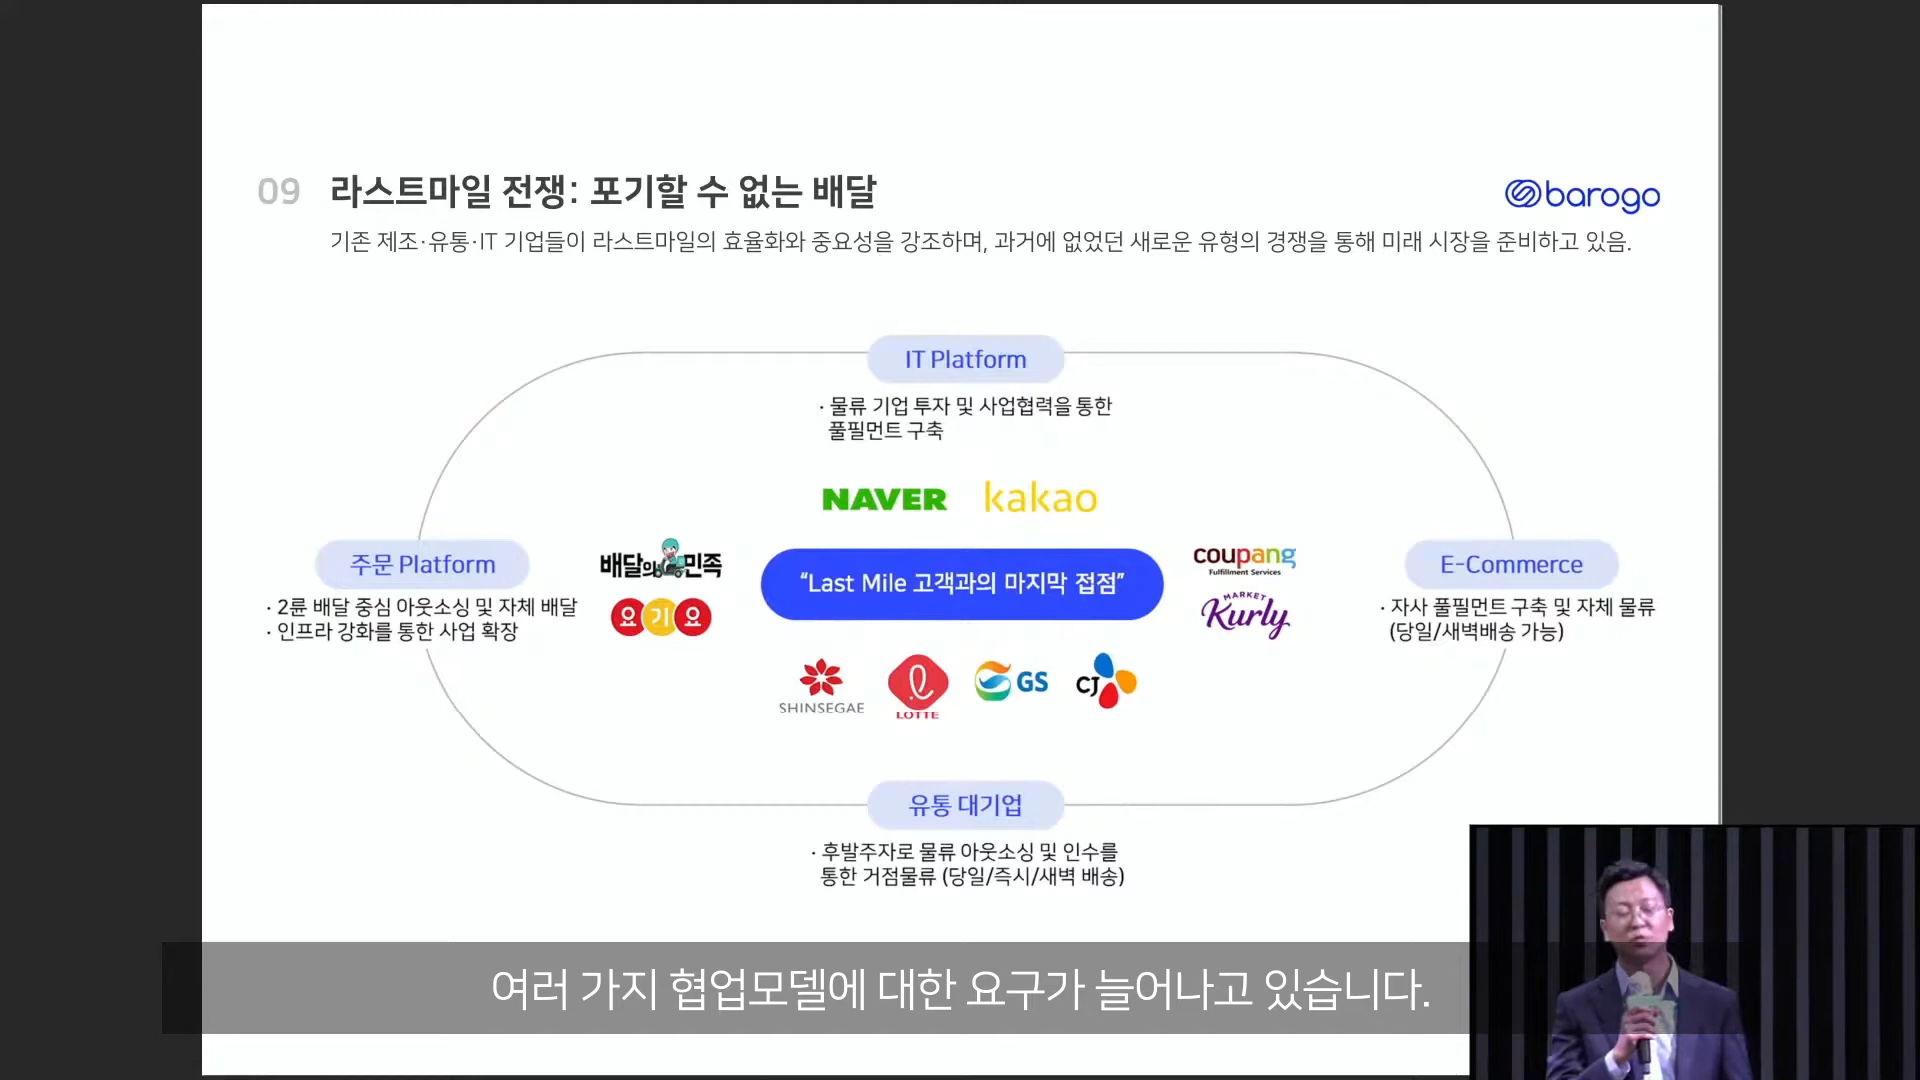 09 라스트마일 전쟁: 포기할 수 없는 배달
barogo
기존 제조·유통·IT 기업들이 라스트마일의 효율화와 중요성을 강조하며, 과거에 없었던 새로운 유형의 경쟁을 통해 미래 시장을 준비하고 있음.
IT Platform
· 물류 기업 투자 및 사업협력을 통한
풀필먼트 구축
NAVER kakao
주문 Platform
· 2륜 배달 중심 아웃소싱 및 자체 배달
· 인프라 강화를 통한 사업 확장
배달의민족
요기요
“Last Mile 고객과의 마지막 접점”
coupang
Fulfillment Services
MARKET
Kurly
E-Commerce
· 자사 풀필먼트 구축 및 자체 물류
(당일/새벽배송 가능)
SHINSEGAE
LOTTE
GS
CJ
유통 대기업
· 후발주자로 물류 아웃소싱 및 인수를
통한 거점물류 (당일/즉시/새벽 배송)
여러 가지 협업모델에 대한 요구가 늘어나고 있습니다.